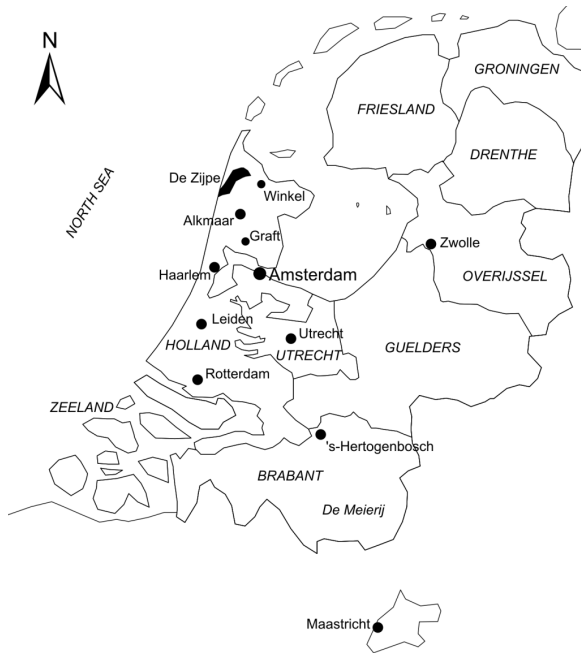 N
GRONINGEN
FRIESLAND
DRENTHE
NORTH SEA
De Zijpe
Winkel
Alkmaar
Graft
Zwolle
Haarlem
Amsterdam
OVERIJSSEL
Leiden
Utrecht
HOLLAND
UTRECHT
GUELDERS
Rotterdam
ZEELAND
's-Hertogenbosch
BRABANT
De Meierij
Maastricht